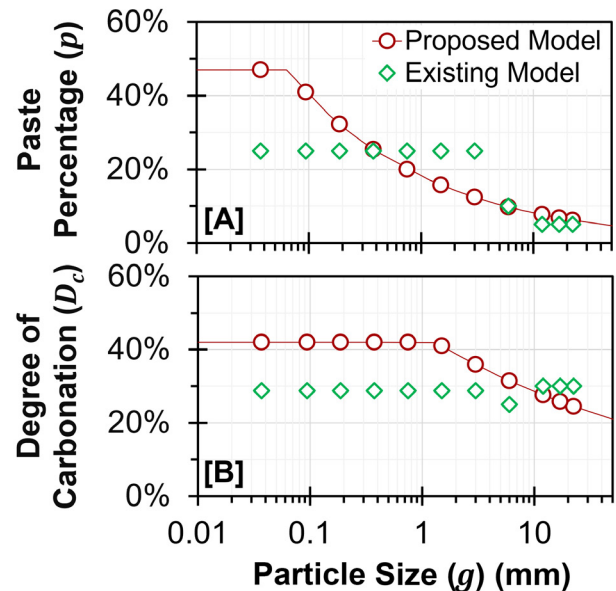 60%
Proposed Model
Existing Model
Paste
Percentage (p)
40%
20%
[A]
0%
60%
Degree of
Carbonation (D_c)
40%
20%
[B]
0%
0.01 0.1 1 10
Particle Size (g) (mm)